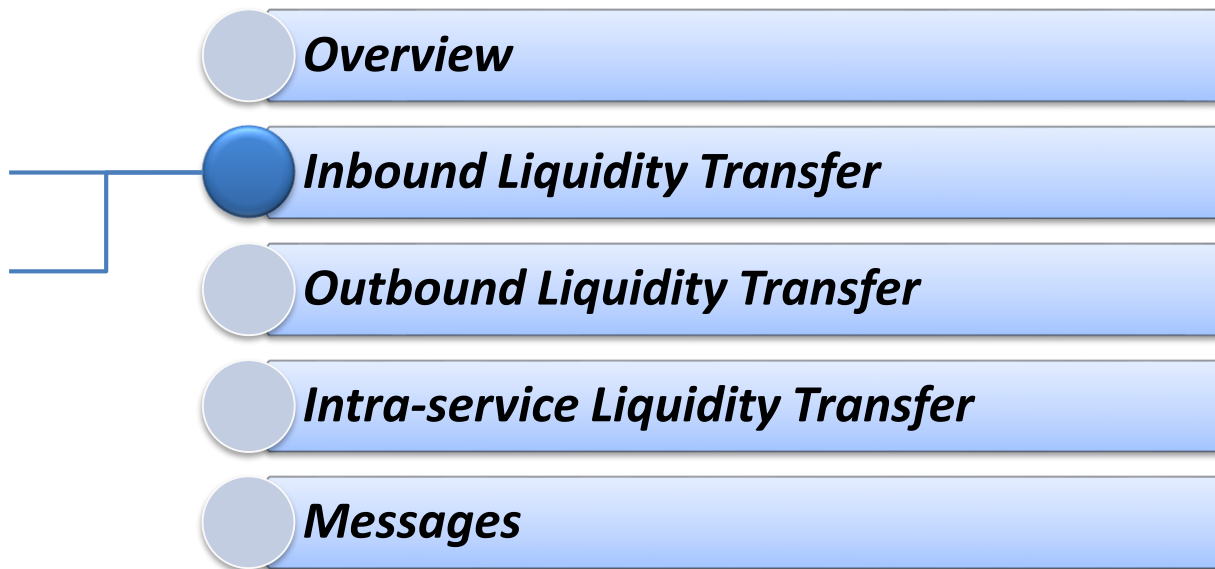 Overview
Inbound Liquidity Transfer
Outbound Liquidity Transfer
Intra-service Liquidity Transfer
Messages